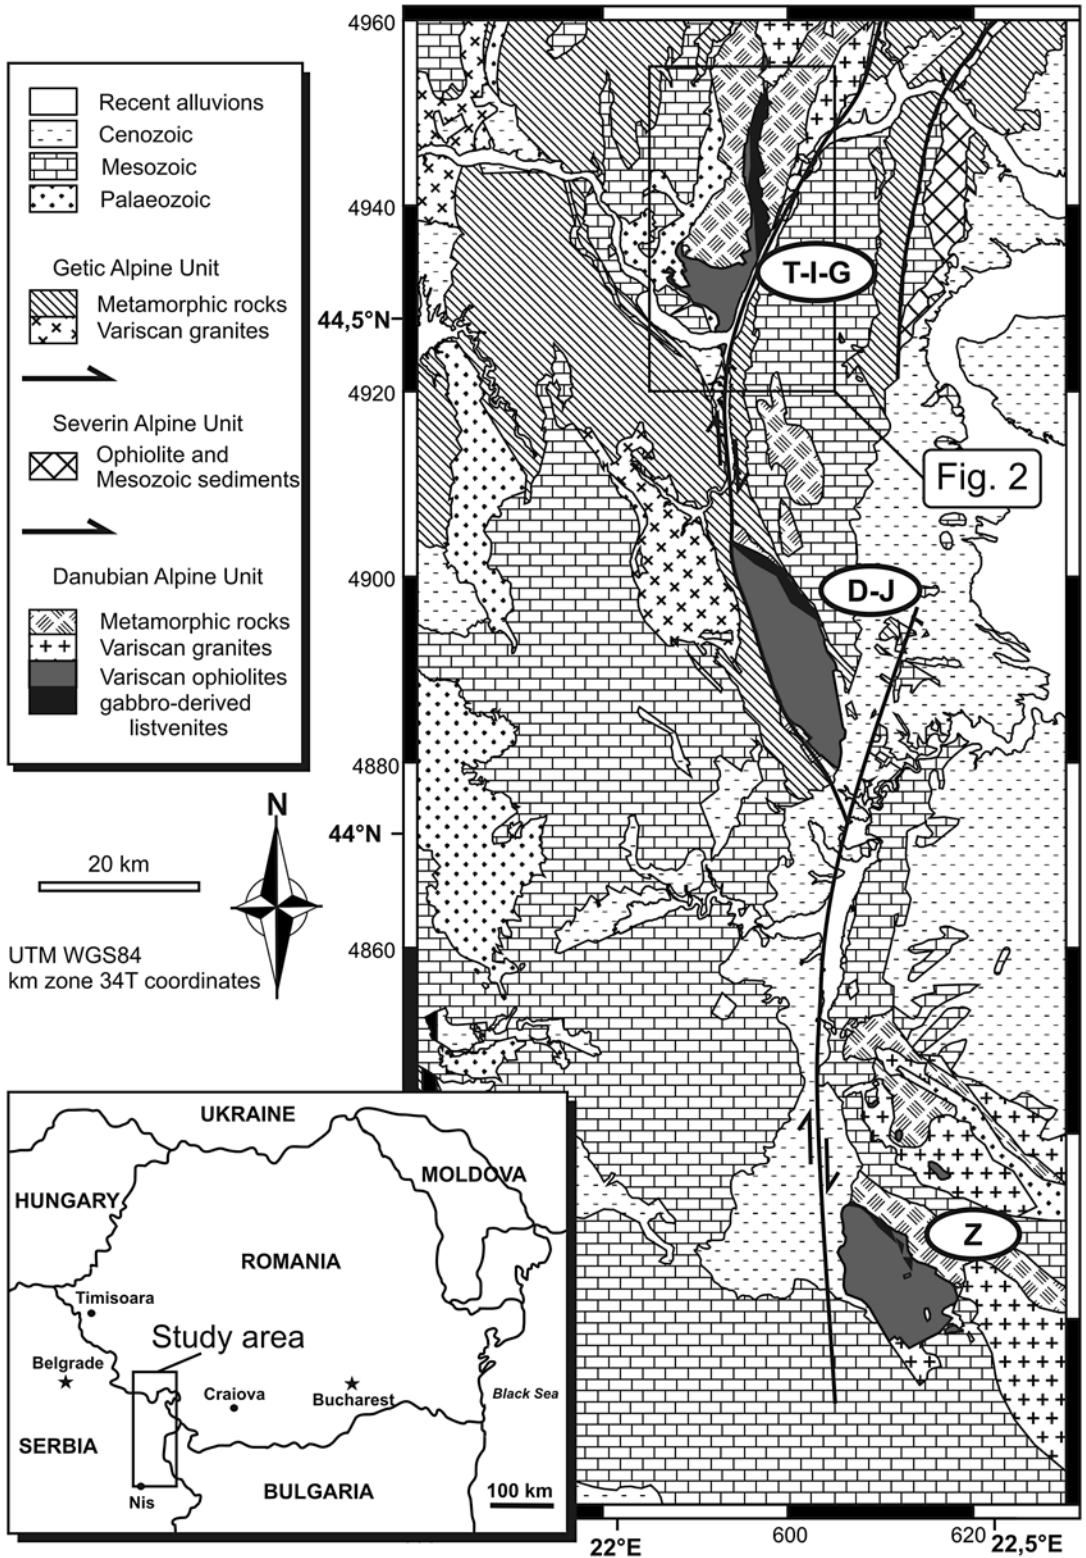 Recent alluvions
Cenozoic
Mesozoic
Palaeozoic
Getic Alpine Unit
Metamorphic rocks
Variscan granites
Severin Alpine Unit
Ophiolite and
Mesozoic sediments
Danubian Alpine Unit
Metamorphic rocks
Variscan granites
Variscan ophiolites
gabbro-derived
listvenites
N
20 km
UTM WGS84
km zone 34T coordinates
4960
4940
44,5°N
4920
4900
4880
44°N
4860
T-I-G
Fig. 2
D-J
Z
22°E
600
620
22,5°E
UKRAINE
MOLDOVA
HUNGARY
ROMANIA
Timisoara
Study area
Belgrade
Craiova
Bucharest
Black Sea
SERBIA
Nis
BULGARIA
100 km